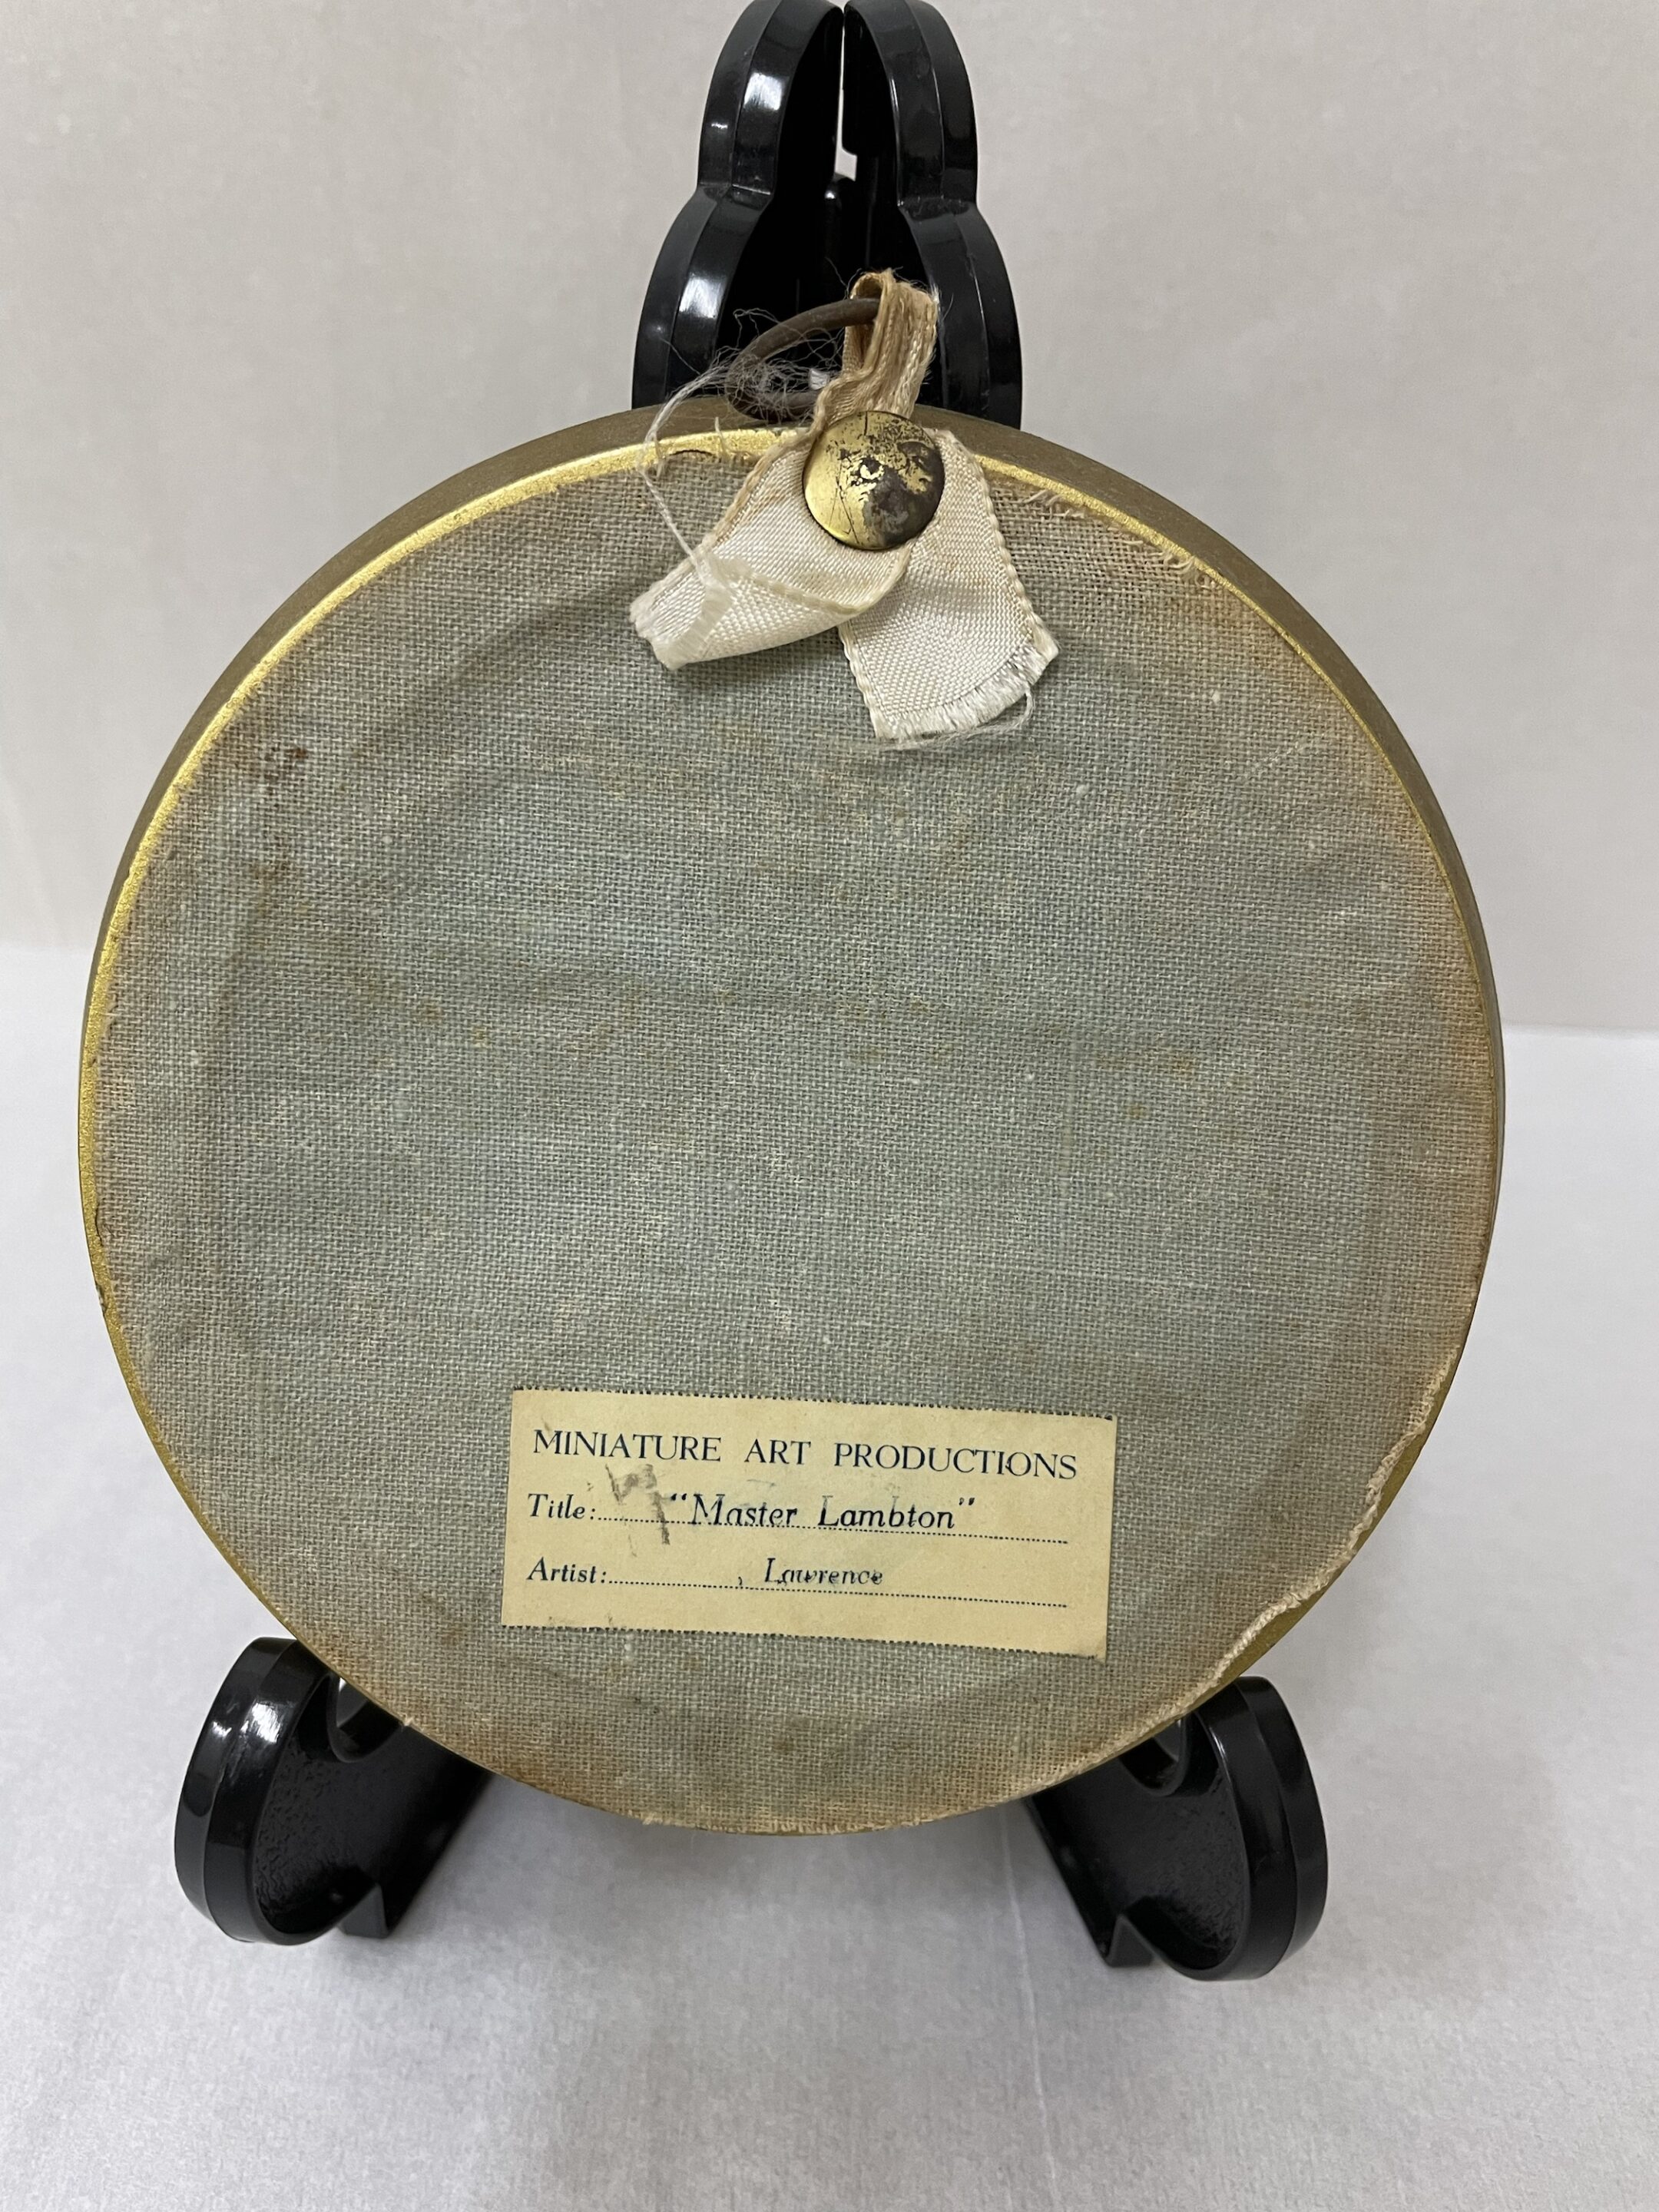 MINIATURE ART PRODUCTIONS
Title: "Master Lambton"
Artist: Lawrence